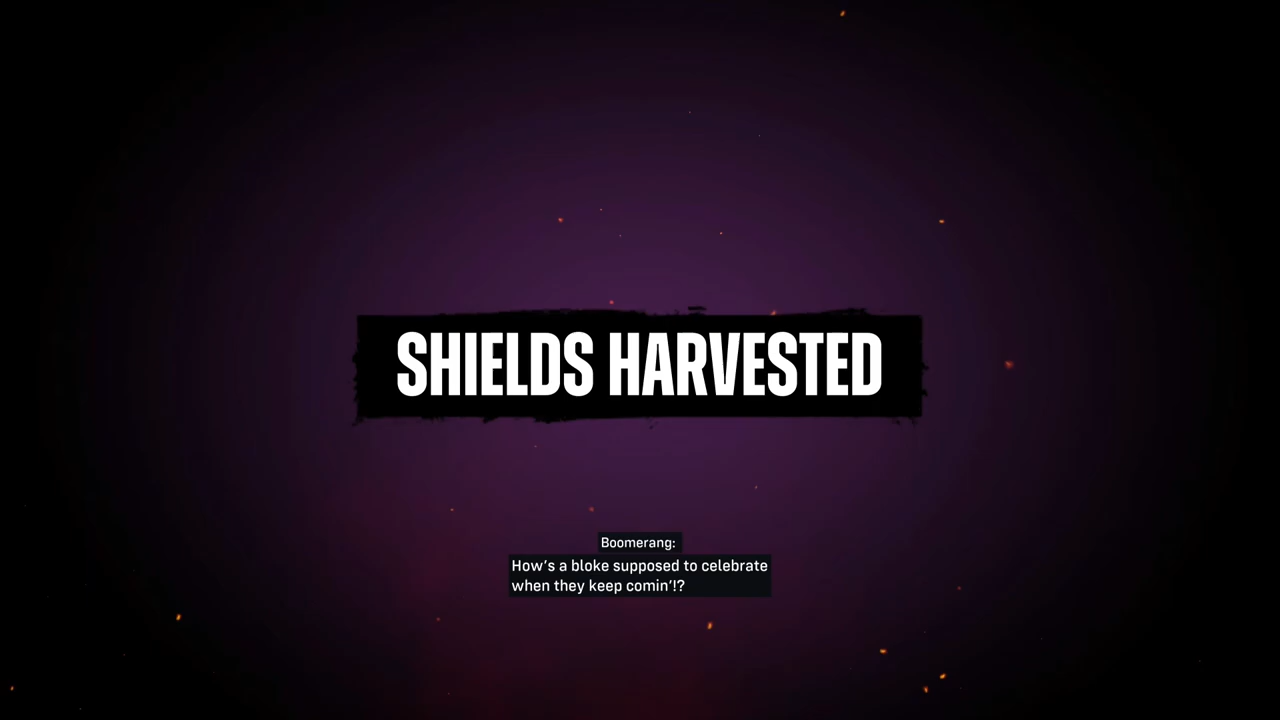 SHIELDS HARVESTED
Boomerang:
How's a bloke supposed to celebrate
when they keep comin'!?